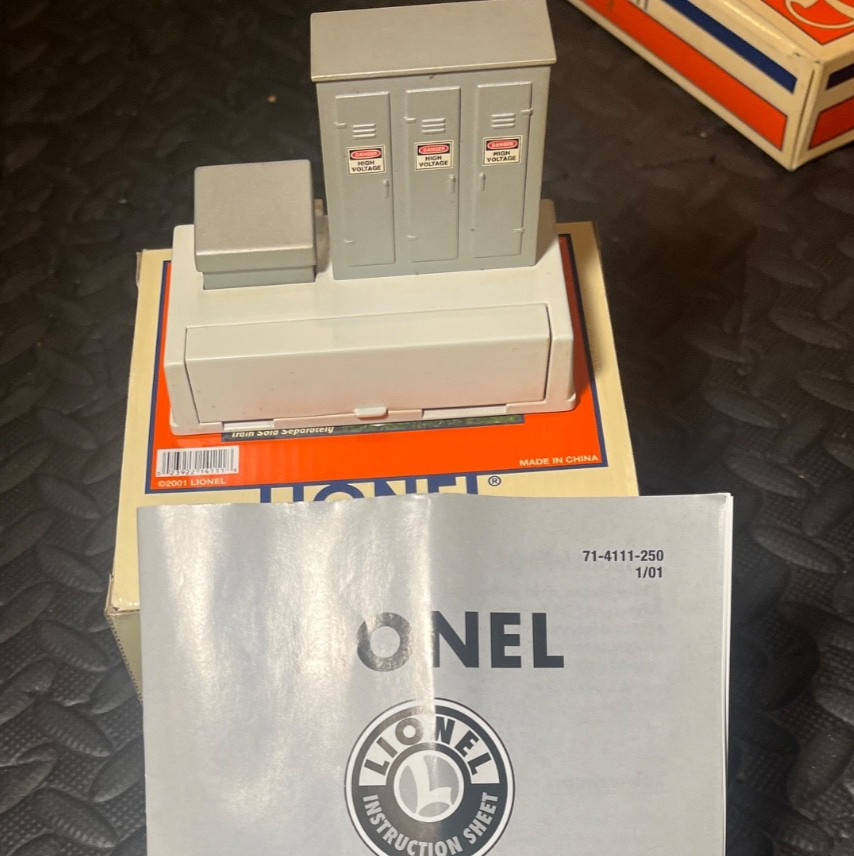 DANGER
HIGH
VOLTAGE
DANGER
HIGH
VOLTAGE
DANGER
HIGH
VOLTAGE
Train Sold Separately
MADE IN CHINA
©2001 LIONEL
LIONEL®
71-4111-250
1/01
ONEL
LIONEL
L
INSTRUCTION SHEET